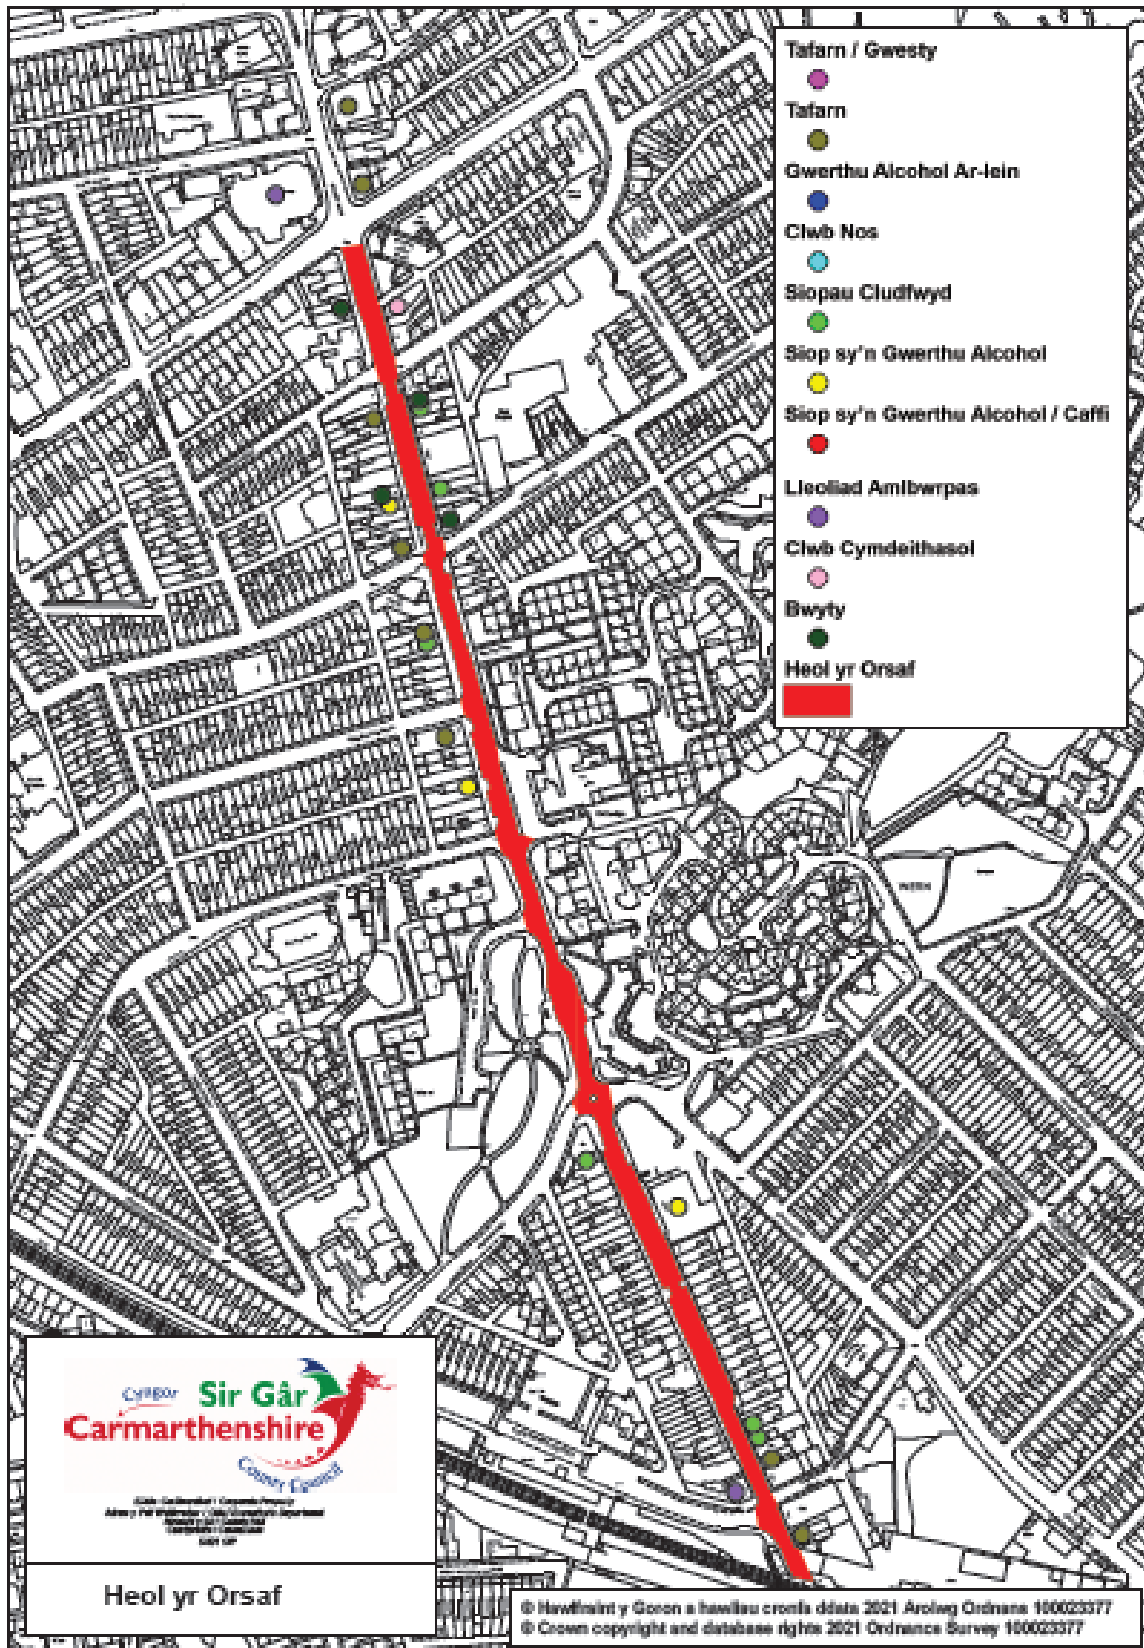 Tafarn / Gwesty
Tafarn
Gwerthu Alcohol Ar-lein
Clwb Nos
Siopau Cludfwyd
Siop sy'n Gwerthu Alcohol
Siop sy'n Gwerthu Alcohol / Caffi
Lleoliad Amlbwrpas
Clwb Cymdeithasol
Bwyty
Heol yr Orsaf
Cyngor Sir Gâr
Carmarthenshire
County Council
Heol yr Orsaf
© Hawlfraint y Goron a hawliau cronfa ddata 2021 Arolwg Ordnans 100023377
© Crown copyright and database rights 2021 Ordnance Survey 100023377